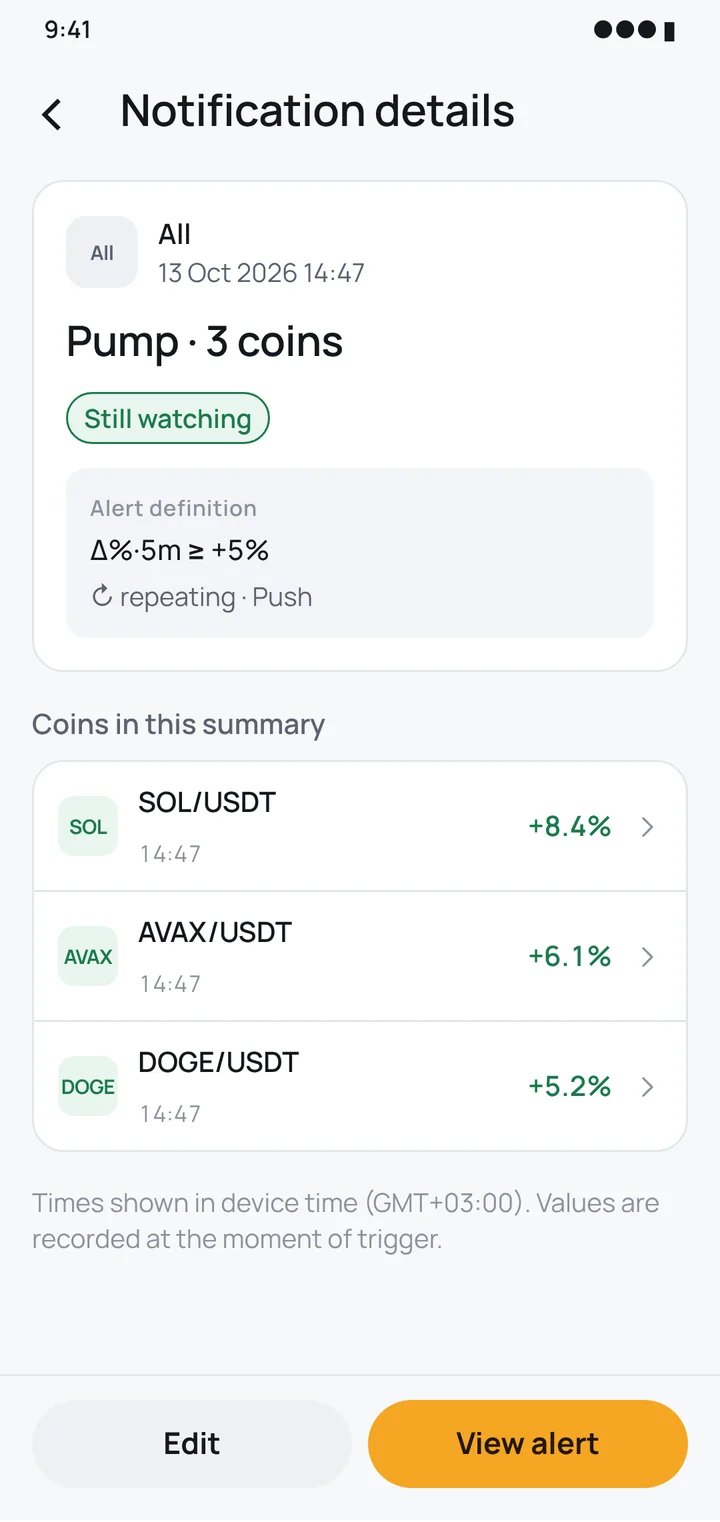 9:41
Notification details
All
All
13 Oct 2026 14:47
Pump · 3 coins
Still watching
Alert definition
Δ%·5m ≥ +5%
↻ repeating · Push
Coins in this summary
SOL
SOL/USDT
+8.4%
14:47
AVAX
AVAX/USDT
+6.1%
14:47
DOGE
DOGE/USDT
+5.2%
14:47
Times shown in device time (GMT+03:00). Values are
recorded at the moment of trigger.
Edit
View alert